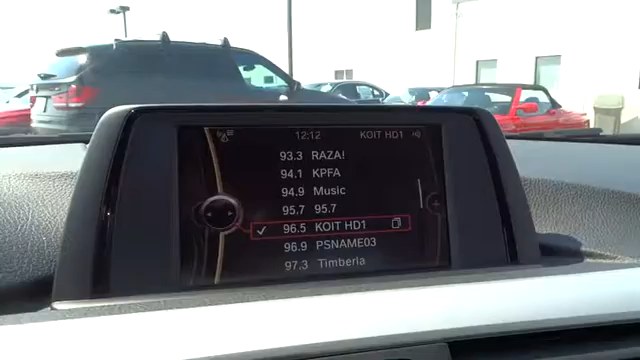 12:12 KOIT HD1
93.3 RAZA!
94.1 KPFA
94.9 Music
95.7 95.7
96.5 KOIT HD1
96.9 PSNAME03
97.3 Timberla